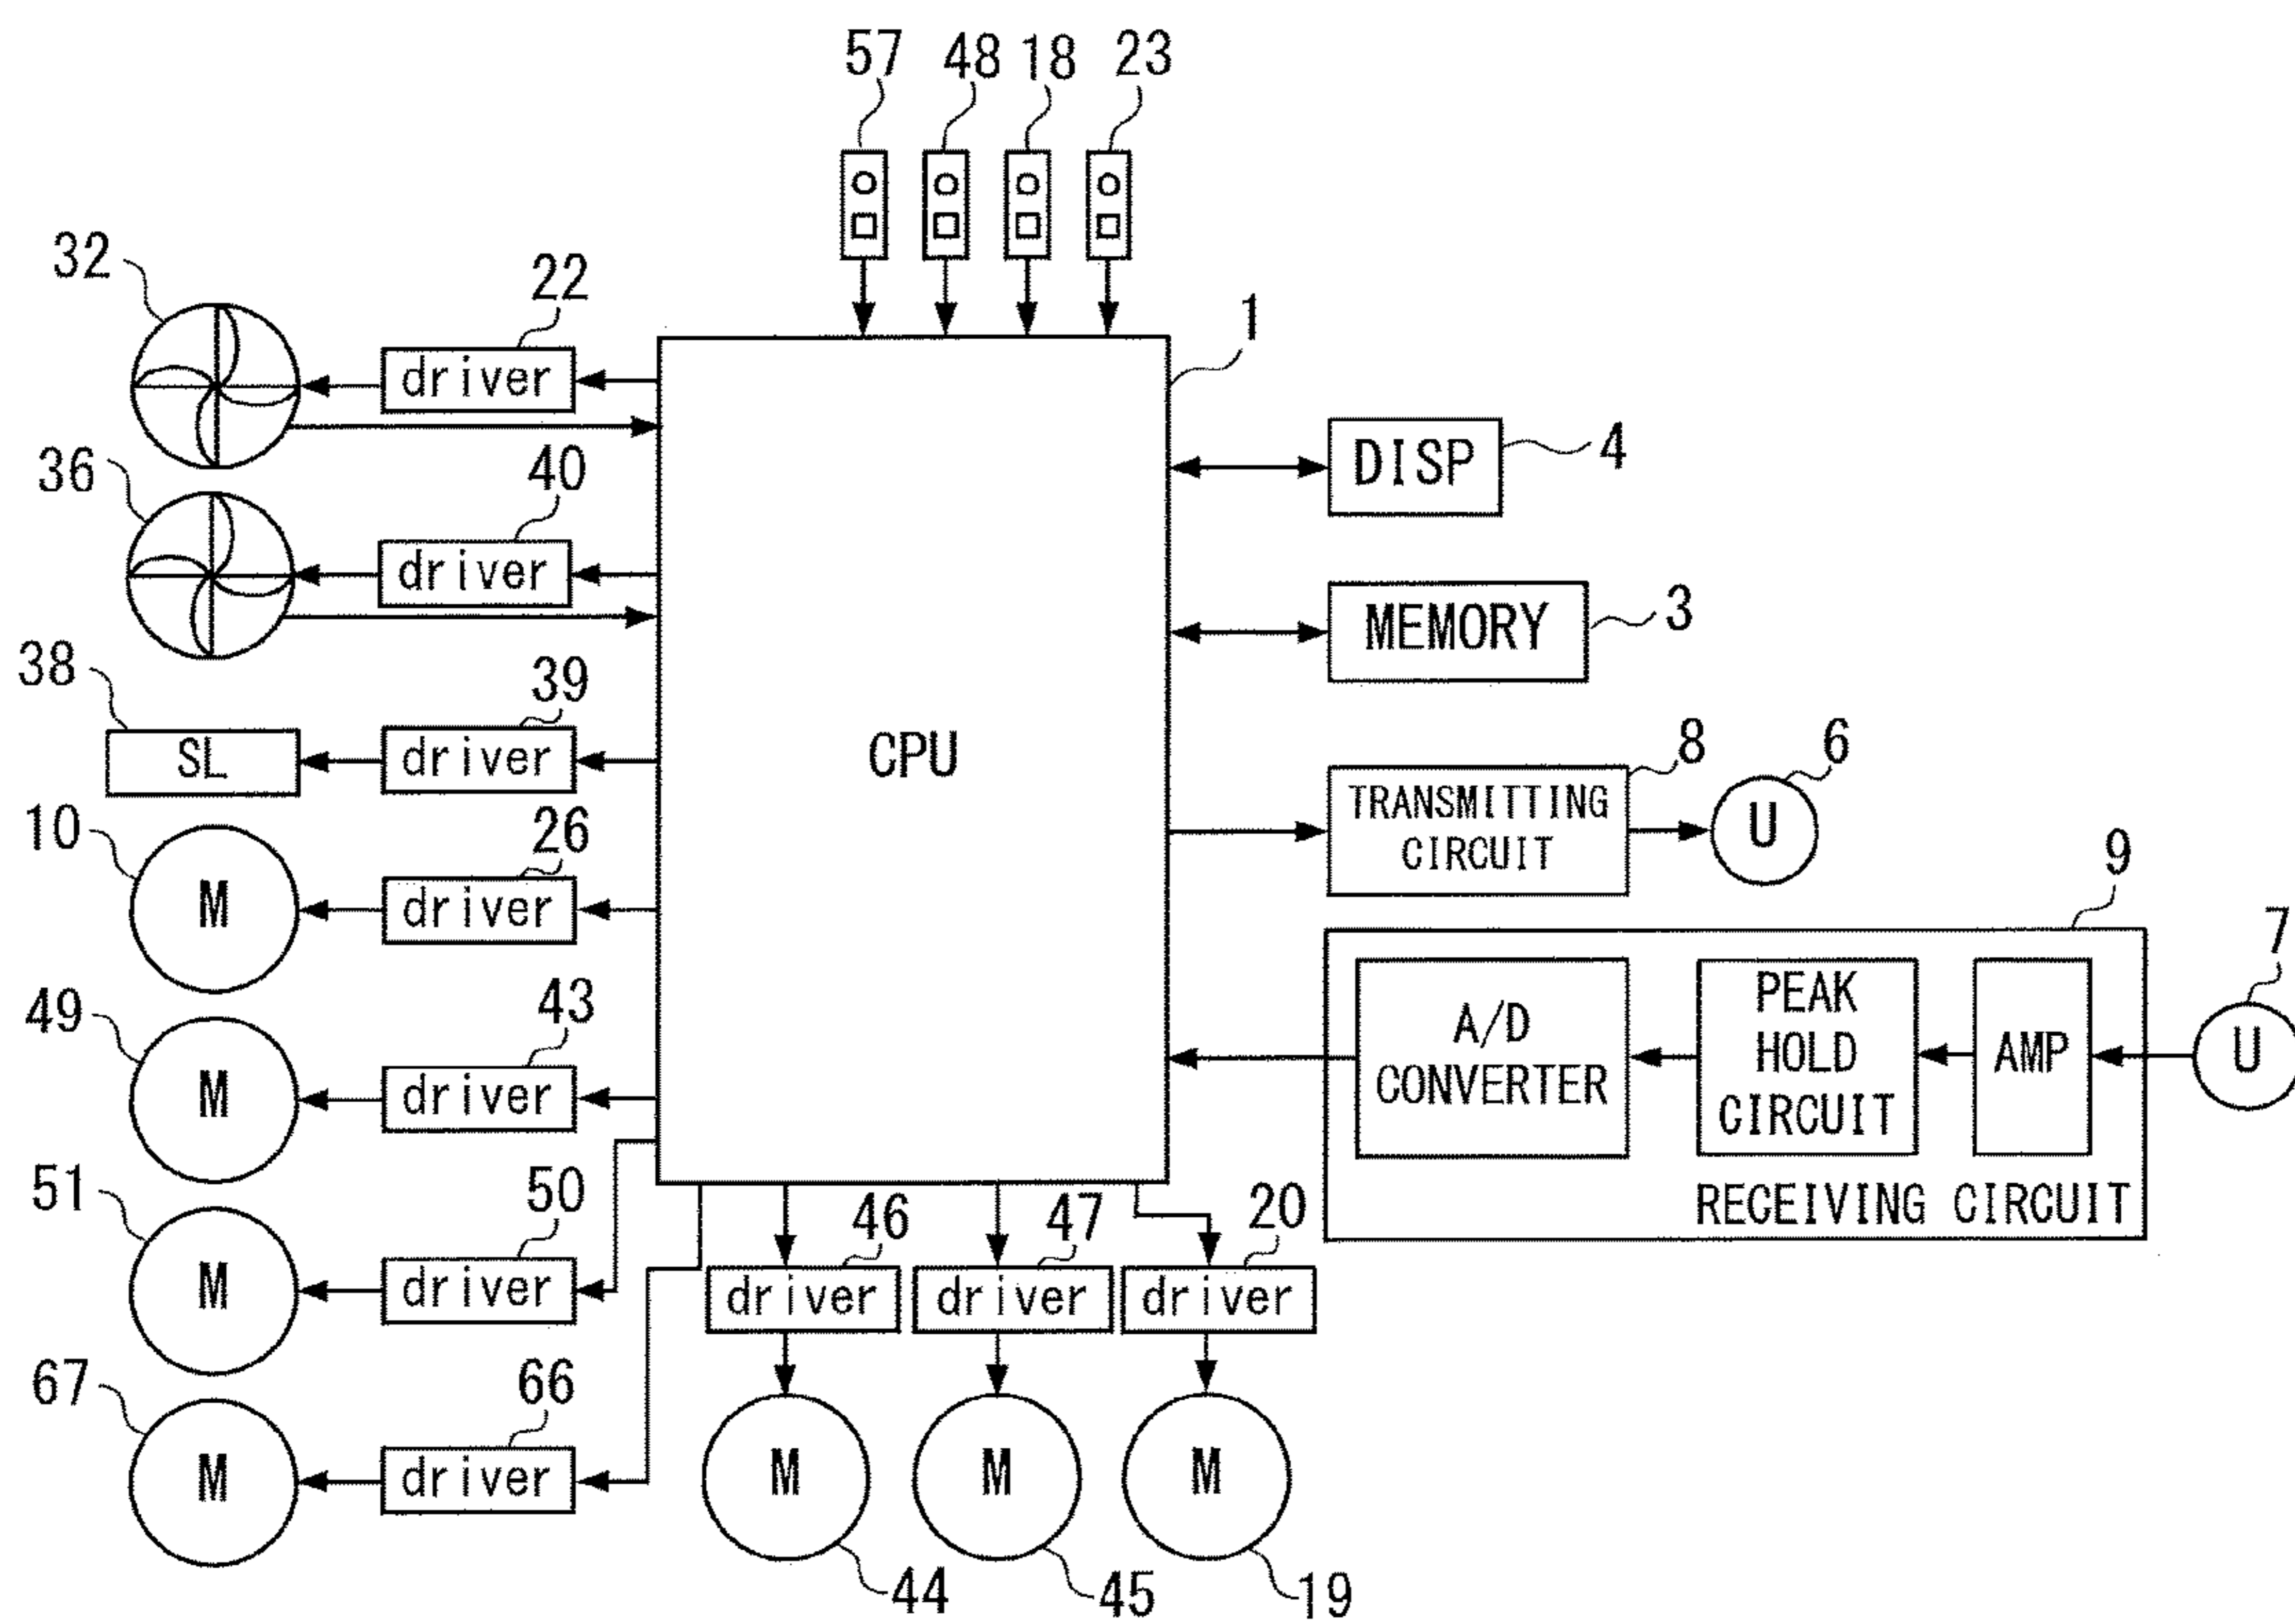 57 48 18 23
32
22
driver
1
DISP
4
36
40
driver
MEMORY
3
38
39
SL
driver
CPU
8
6
TRANSMITTING
CIRCUIT
U
10
26
M
driver
9
7
49
43
M
driver
A/D
CONVERTER
PEAK
HOLD
CIRCUIT
AMP
U
RECEIVING CIRCUIT
51
50
M
driver
46
47
20
driver
driver
driver
67
66
M
driver
M
M
M
44
45
19